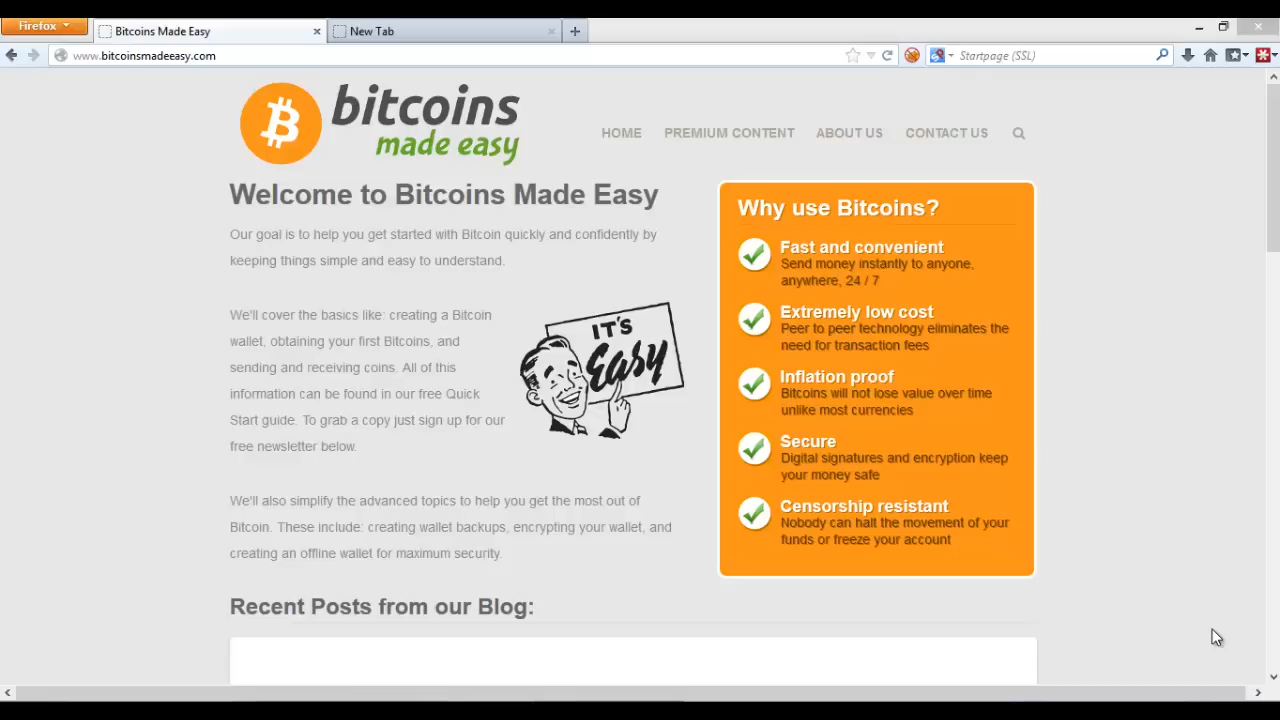 Firefox
Bitcoins Made Easy
New Tab
www.bitcoinsmadeeasy.com
Startpage (SSL)
bitcoins
made easy
HOME PREMIUM CONTENT ABOUT US CONTACT US
Welcome to Bitcoins Made Easy
Our goal is to help you get started with Bitcoin quickly and confidently by
keeping things simple and easy to understand.
We'll cover the basics like: creating a Bitcoin
wallet, obtaining your first Bitcoins, and
sending and receiving coins. All of this
information can be found in our free Quick
Start guide. To grab a copy just sign up for our
free newsletter below.
IT'S
Easy
We'll also simplify the advanced topics to help you get the most out of
Bitcoin. These include: creating wallet backups, encrypting your wallet, and
creating an offline wallet for maximum security.
Why use Bitcoins?
Fast and convenient
Send money instantly to anyone,
anywhere, 24 / 7
Extremely low cost
Peer to peer technology eliminates the
need for transaction fees
Inflation proof
Bitcoins will not lose value over time
unlike most currencies
Secure
Digital signatures and encryption keep
your money safe
Censorship resistant
Nobody can halt the movement of your
funds or freeze your account
Recent Posts from our Blog: